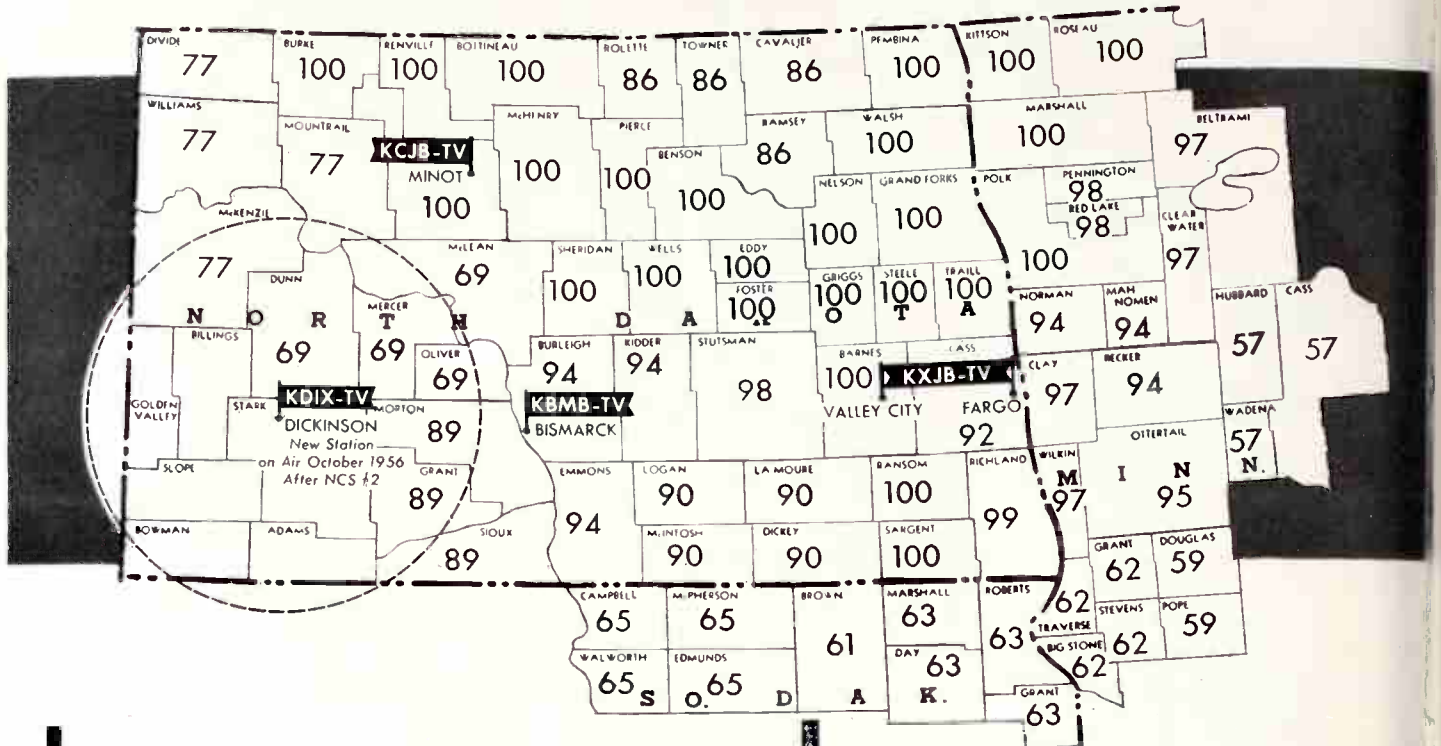 DIVIDE BURKE RENVILLE BOTTINEAU ROLETTE TOWNER CAVALIER PEMBINA KITTSON ROSEAU
77 100 100 100 86 86 86 100 100 100
WILLIAMS MOUNTRAIL McHENRY PIERCE RAMSEY WALSH MARSHALL BELTRAMI
77 77 100 100 86 100 100 97
KCJB-TV
MINOT
100
BENSON NELSON GRAND FORKS POLK PENNINGTON
100 100 100 100 98
RED LAKE
98
CLEAR WATER
97
McKENZIE
77
McLEAN SHERIDAN WELLS EDDY
69 100 100 100
FOSTER GRIGGS STEELE TRAILL
100 100 100 100
NORMAN MAH NOMEN HUBBARD CASS
94 94 57 57
DUNN MERCER OLIVER
69 69 69
N O R T H D A K O T A
BILLINGS
GOLDEN VALLEY
STARK
KDIX-TV
DICKINSON
New Station
on Air October 1956
After NCS #2
MORTON
89
BURLEIGH KIDDER STUTSMAN BARNES CASS
94 94 98 100 92
KBMB-TV
BISMARCK
KXJB-TV
VALLEY CITY FARGO
CLAY BECKER WADENA
97 94 57
SLOPE
GRANT
89
EMMONS LOGAN LA MOURE RANSOM RICHLAND WILKIN OTTERTAIL
94 90 90 100 99 97 95
M I N N.
BOWMAN ADAMS SIOUX
89
McINTOSH DICKEY SARGENT GRANT DOUGLAS
90 90 100 62 59
CAMPBELL McPHERSON BROWN MARSHALL ROBERTS TRAVERSE STEVENS POPE
65 65 61 63 63 62 62 59
WALWORTH EDMUNDS DAY BIG STONE
65 65 63 62
S O. D A K.
GRANT
63